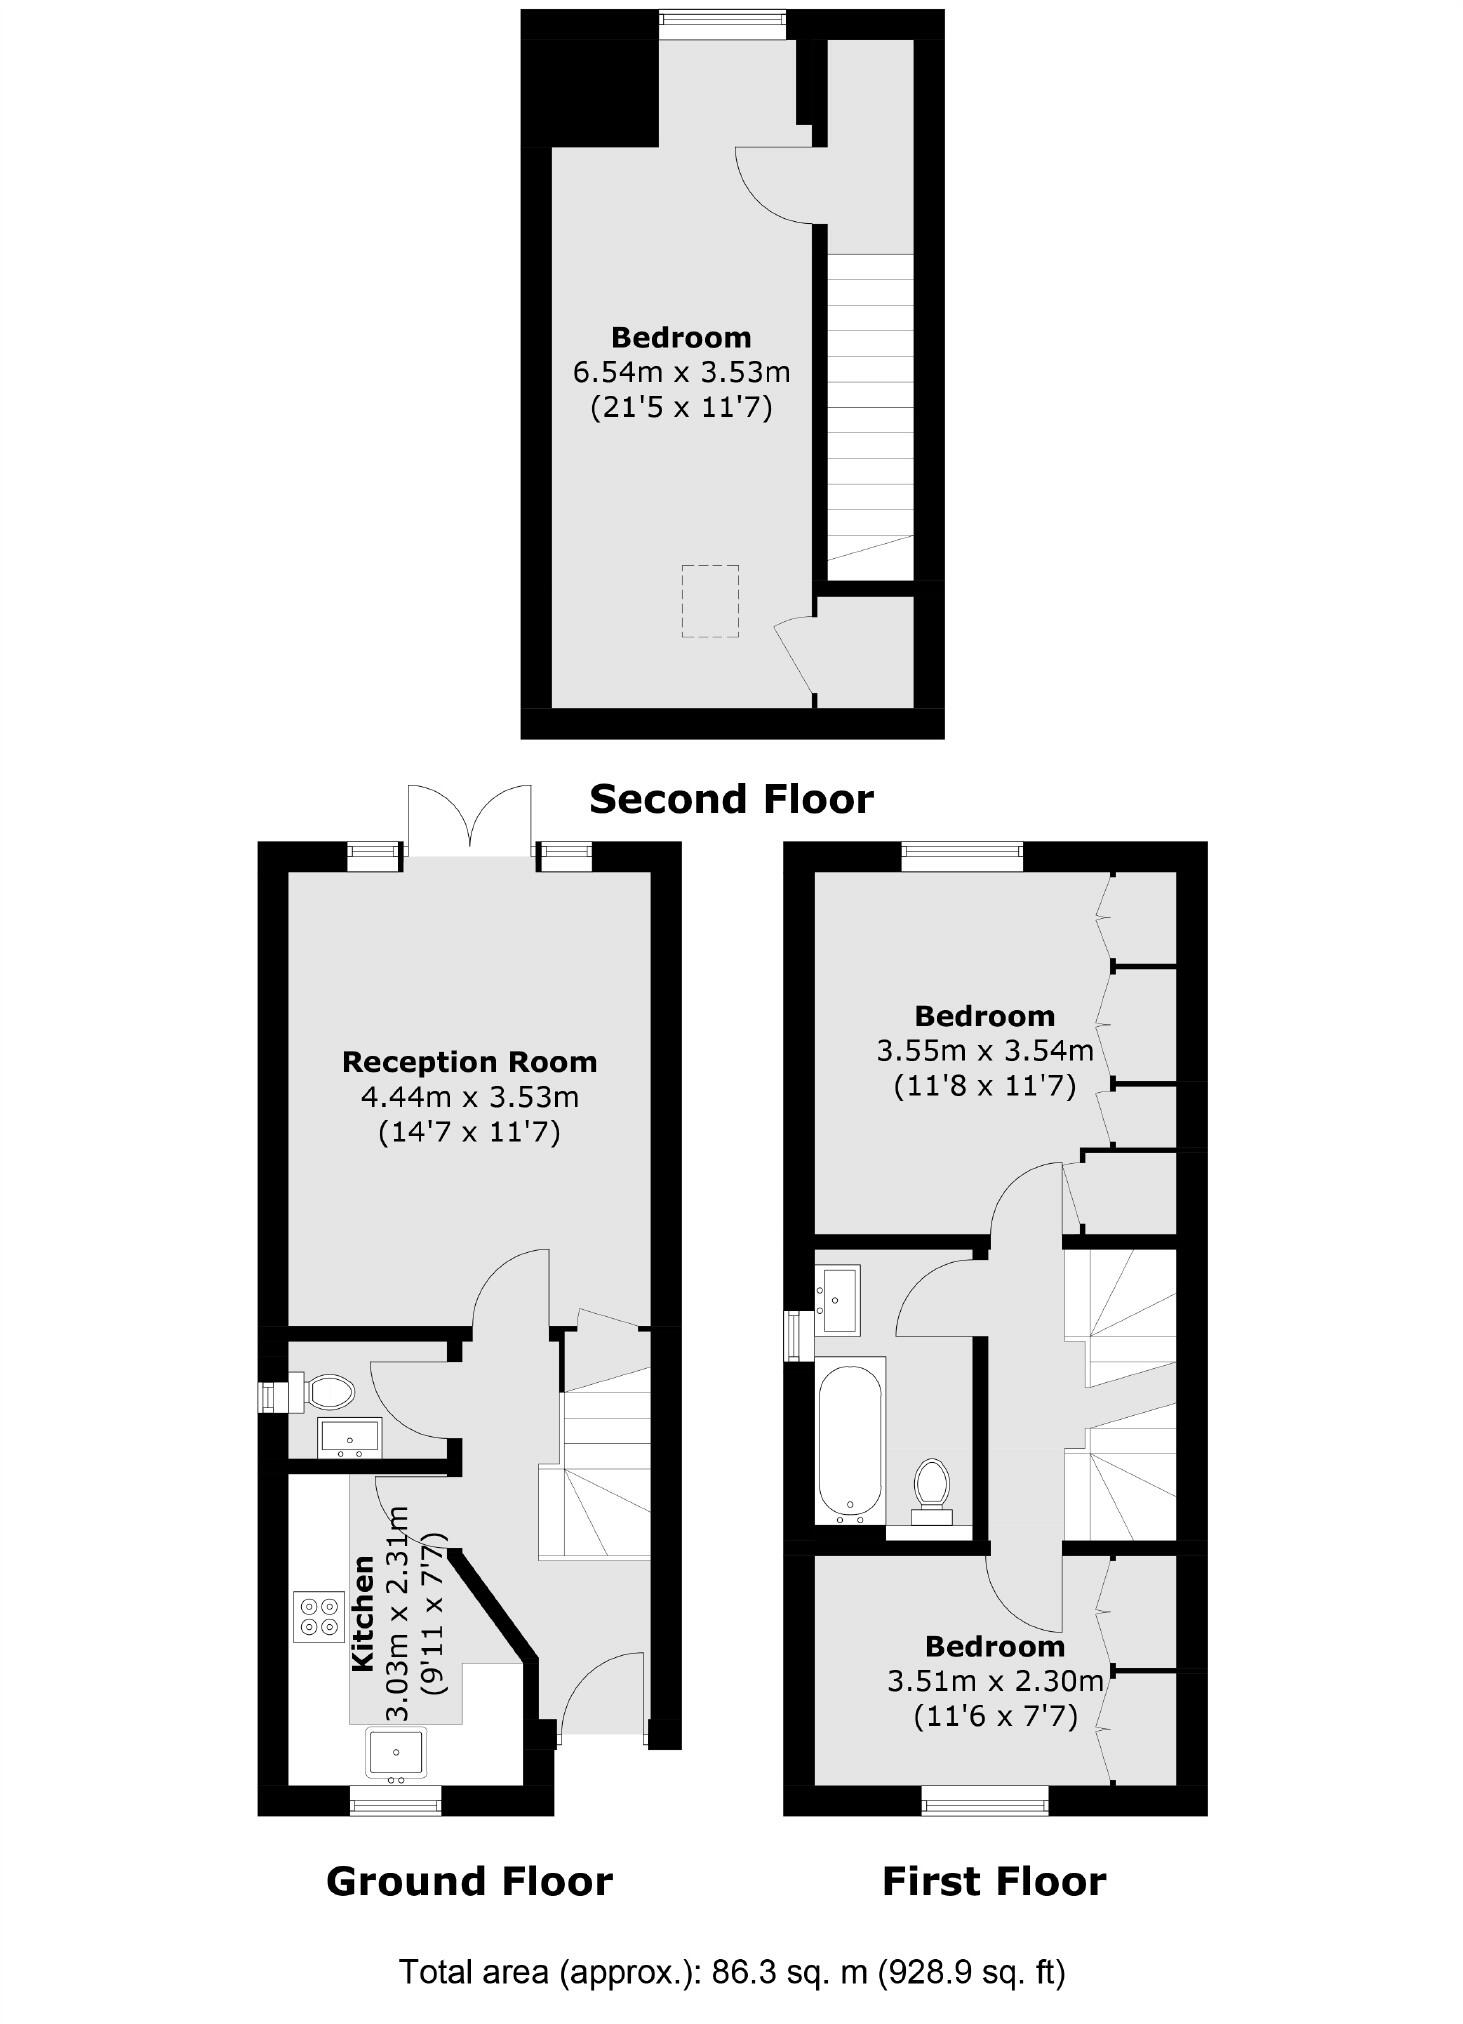 Bedroom
6.54m x 3.53m
(21'5 x 11'7)
Second Floor
Reception Room
4.44m x 3.53m
(14'7 x 11'7)
Kitchen
3.03m x 2.31m
(9'11 x 7'7)
Ground Floor
Bedroom
3.55m x 3.54m
(11'8 x 11'7)
Bedroom
3.51m x 2.30m
(11'6 x 7'7)
First Floor
Total area (approx.): 86.3 sq. m (928.9 sq. ft)